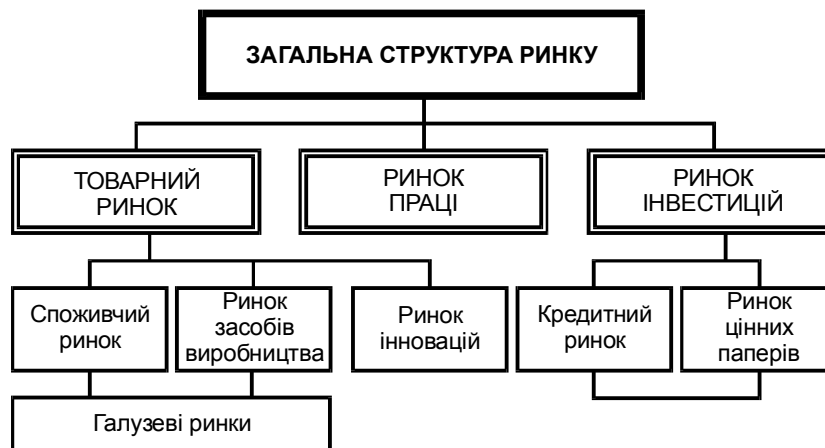 ЗАГАЛЬНА СТРУКТУРА РИНКУ
ТОВАРНИЙ
РИНОК
РИНОК
ПРАЦІ
РИНОК
ІНВЕСТИЦІЙ
Споживчий
ринок
Ринок
засобів
виробництва
Ринок
інновацій
Кредитний
ринок
Ринок
цінних
паперів
Галузеві ринки